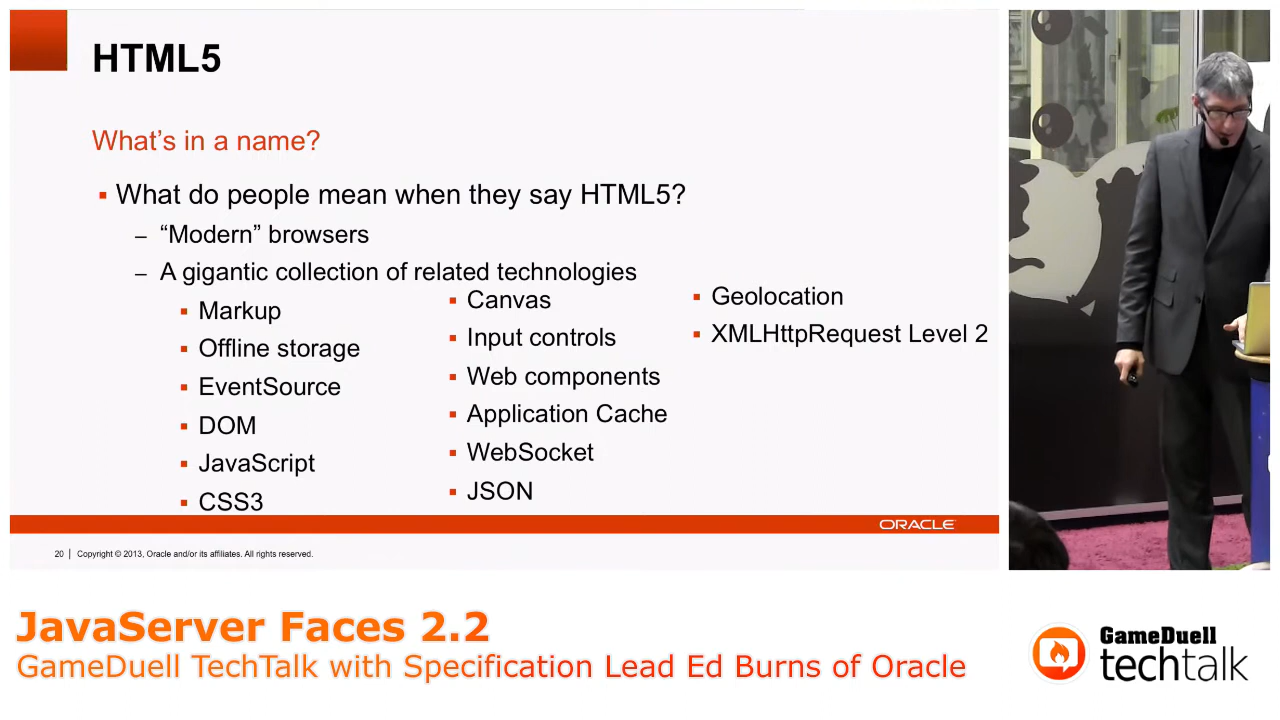 HTML5
What's in a name?
What do people mean when they say HTML5?
– “Modern” browsers
– A gigantic collection of related technologies
Markup
Offline storage
EventSource
DOM
JavaScript
CSS3
Canvas
Input controls
Web components
Application Cache
WebSocket
JSON
Geolocation
XMLHttpRequest Level 2
ORACLE
20 | Copyright © 2013, Oracle and/or its affiliates. All rights reserved.
JavaServer Faces 2.2
GameDuell TechTalk with Specification Lead Ed Burns of Oracle
GameDuell
techtalk